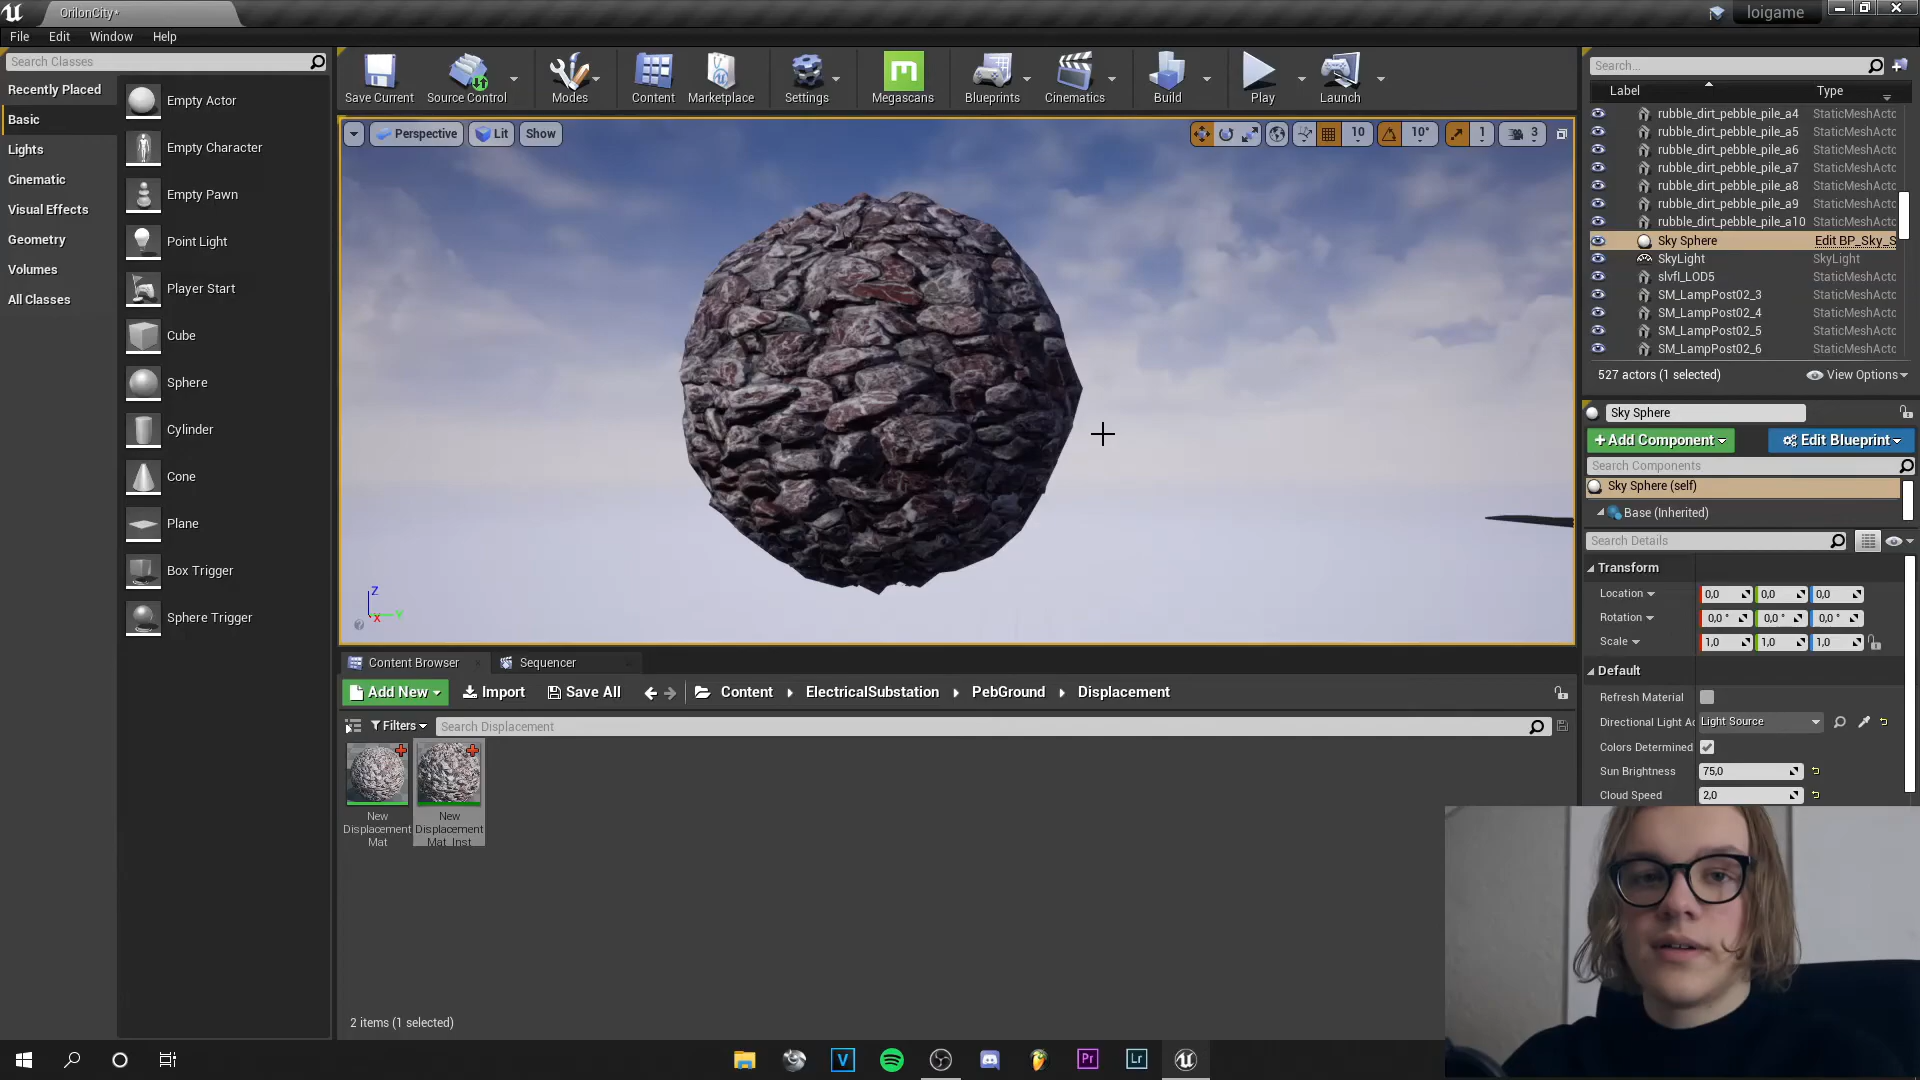 OrilonCity*
loigame
File Edit Window Help
Search Classes
Recently Placed
Basic
Lights
Cinematic
Visual Effects
Geometry
Volumes
All Classes
Empty Actor
Empty Character
Empty Pawn
Point Light
Player Start
Cube
Sphere
Cylinder
Cone
Plane
Box Trigger
Sphere Trigger
Save Current Source Control Modes Content Marketplace Settings Megascans Blueprints Cinematics Build Play Launch
Perspective Lit Show
10 10° 1 3
Z
Y
X
Content Browser Sequencer
Add New Import Save All Content ElectricalSubstation PebGround Displacement
Filters Search Displacement
New
Displacement
Mat
New
Displacement
Mat_Inst
2 items (1 selected)
Search...
Label Type
rubble_dirt_pebble_pile_a4 StaticMeshActo
rubble_dirt_pebble_pile_a5 StaticMeshActo
rubble_dirt_pebble_pile_a6 StaticMeshActo
rubble_dirt_pebble_pile_a7 StaticMeshActo
rubble_dirt_pebble_pile_a8 StaticMeshActo
rubble_dirt_pebble_pile_a9 StaticMeshActo
rubble_dirt_pebble_pile_a10 StaticMeshActo
Sky Sphere Edit BP_Sky_S
SkyLight SkyLight
slvfl_LOD5 StaticMeshActo
SM_LampPost02_3 StaticMeshActo
SM_LampPost02_4 StaticMeshActo
SM_LampPost02_5 StaticMeshActo
SM_LampPost02_6 StaticMeshActo
527 actors (1 selected) View Options
Sky Sphere
+Add Component Edit Blueprint
Search Components
Sky Sphere (self)
Base (Inherited)
Search Details
Transform
Location 0,0 0,0 0,0
Rotation 0,0 ° 0,0 ° 0,0 °
Scale 1,0 1,0 1,0
Default
Refresh Material
Directional Light Ac Light Source
Colors Determined
Sun Brightness 75,0
Cloud Speed 2,0
V
Pr
Lr